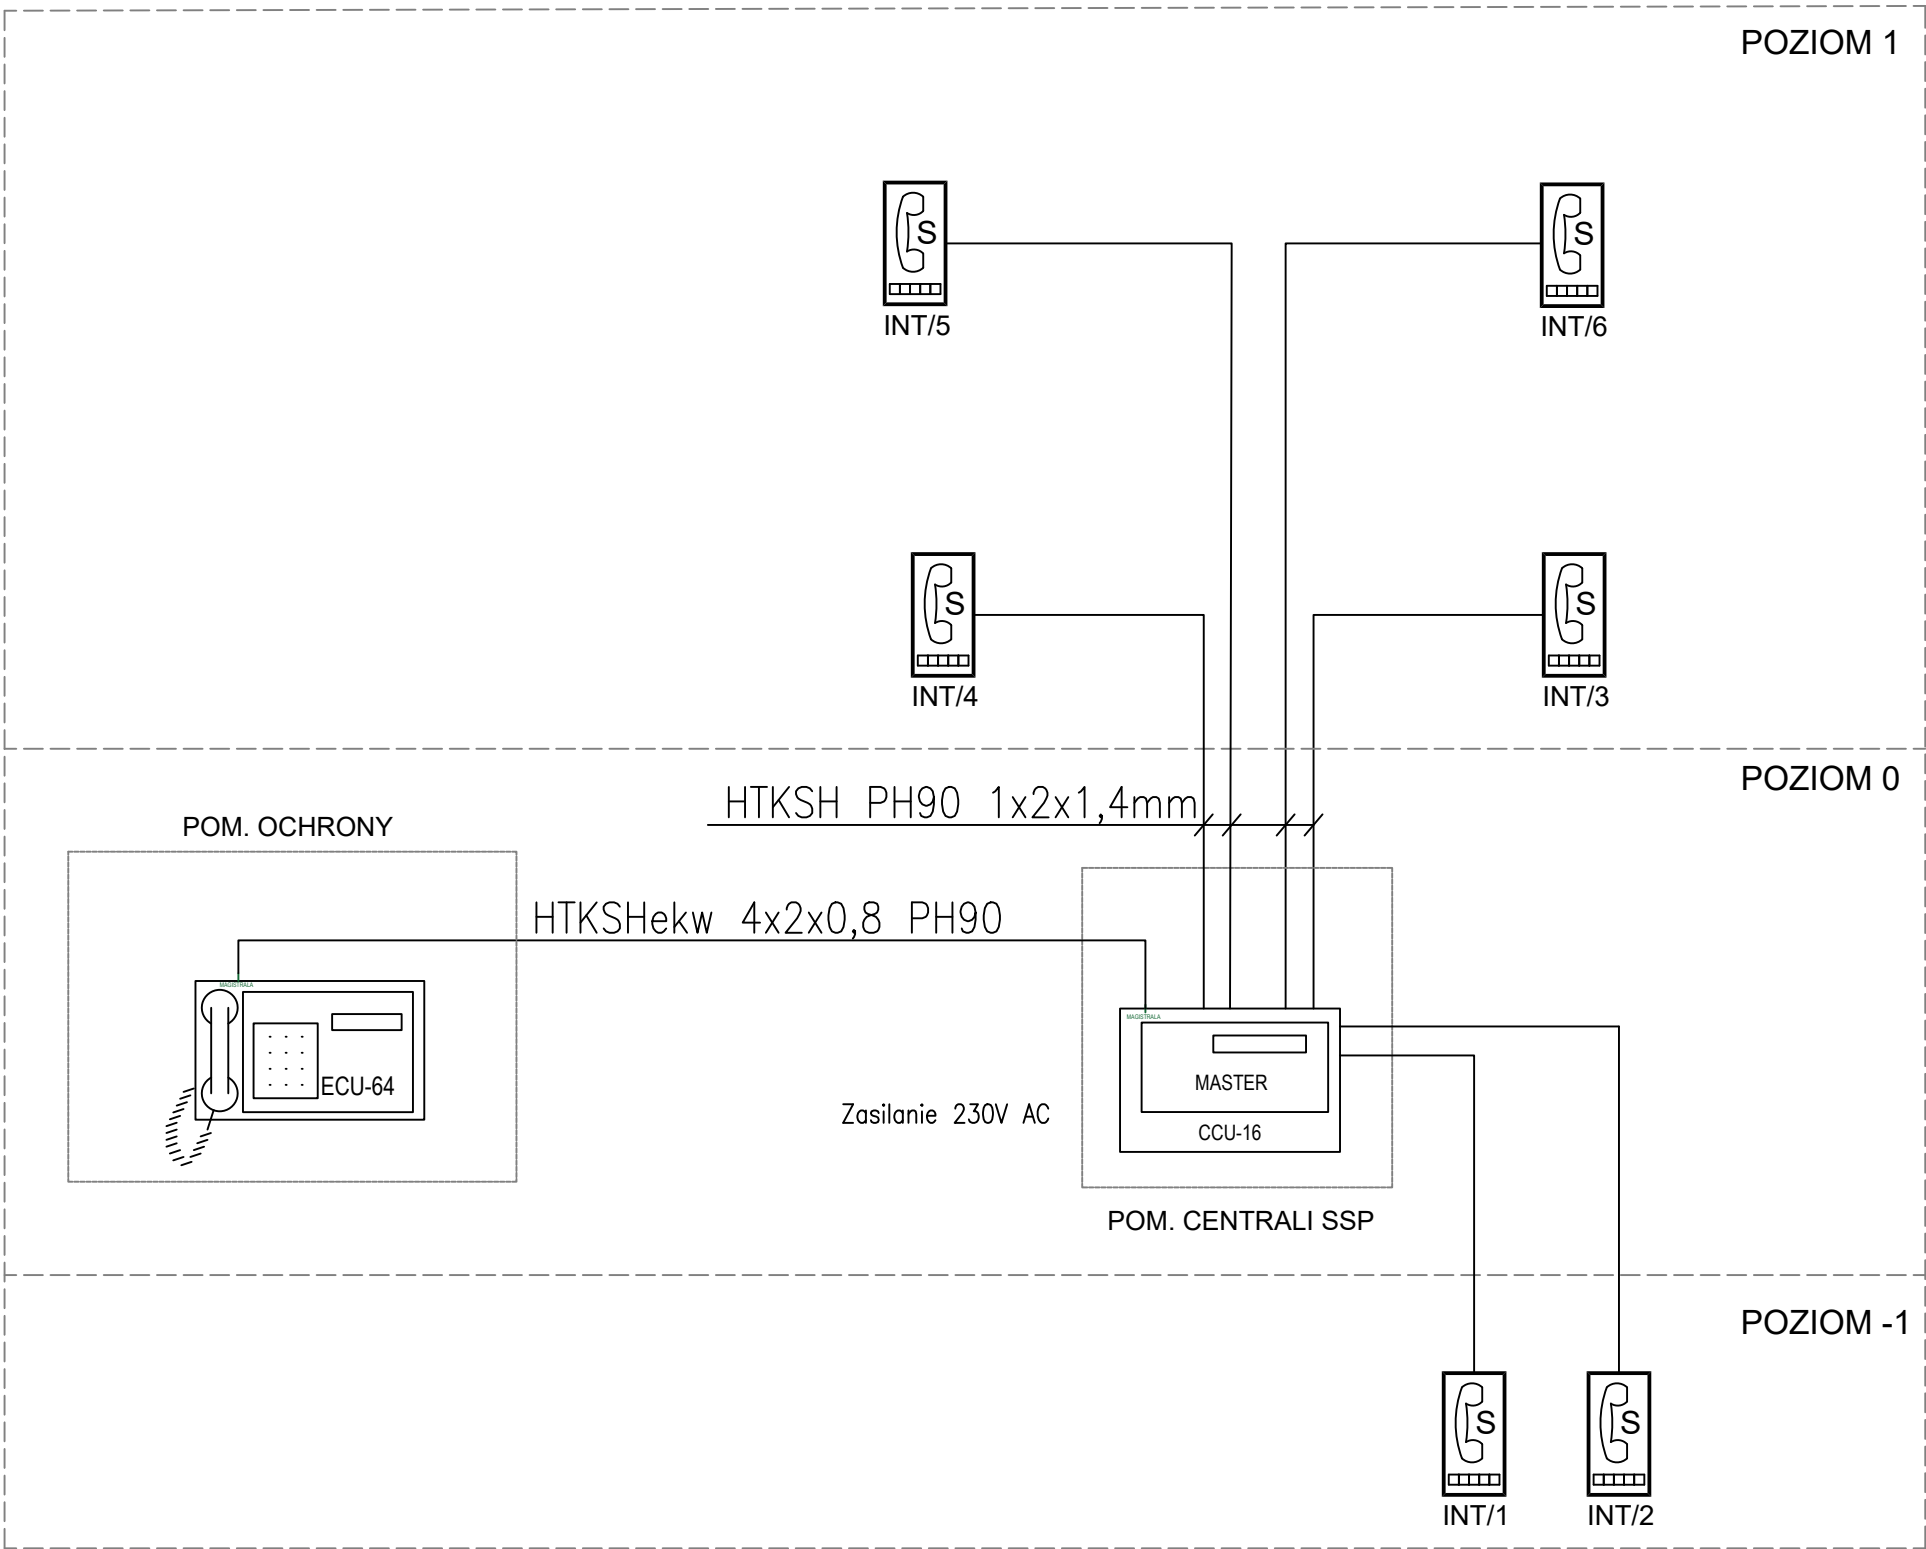 POZIOM 1
S
S
INT/5
INT/6
S
S
INT/4
INT/3
POZIOM 0
HTKSH PH90 1x2x1,4mm
POM. OCHRONY
HTKSHekw 4x2x0,8 PH90
MAGISTRALA
MAGISTRALA
ECU-64
MASTER
Zasilanie 230V AC
CCU-16
POM. CENTRALI SSP
POZIOM -1
S
S
INT/1
INT/2